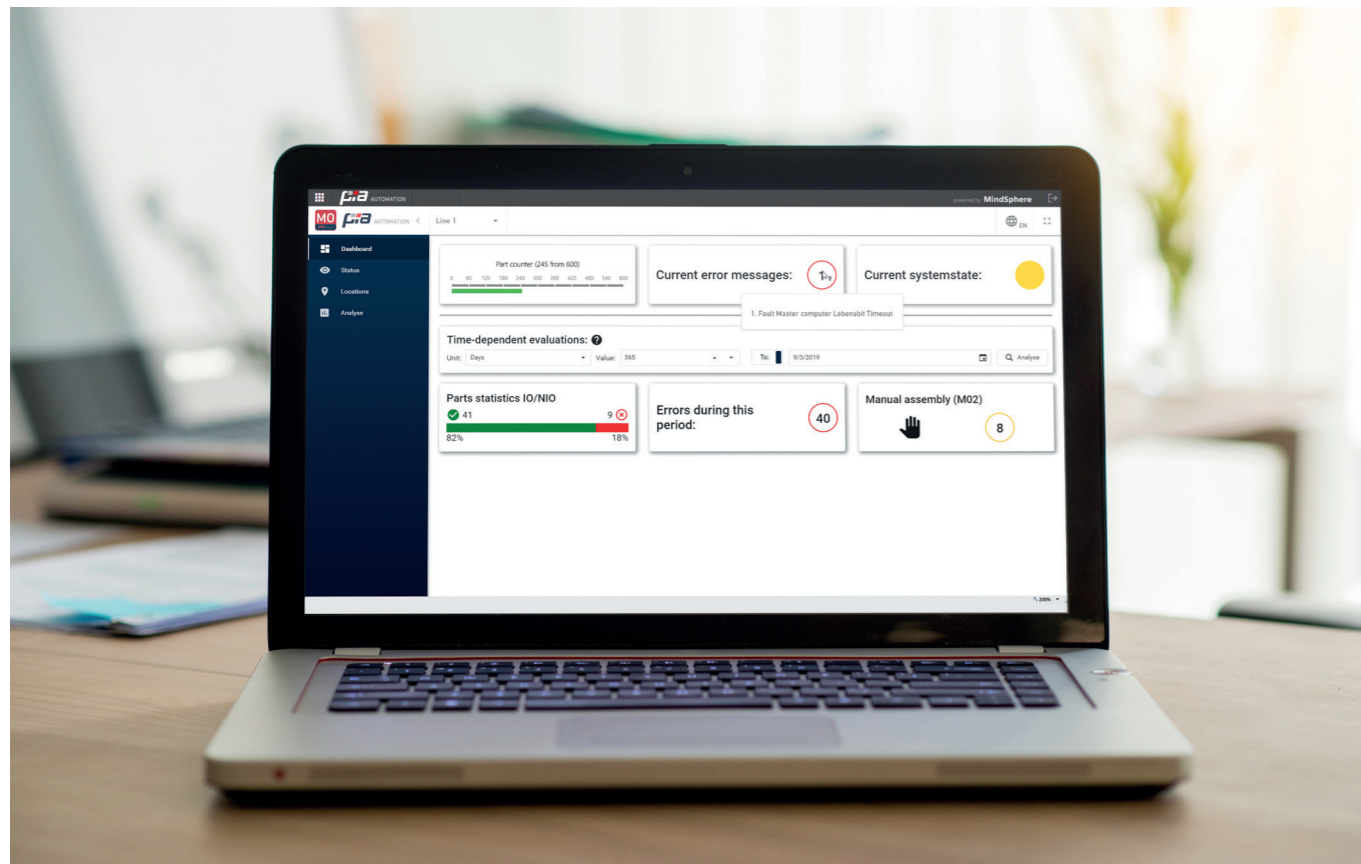 pia AUTOMATION
powered by MindSphere
MO pia AUTOMATION < Line 1
EN
Dashboard
Status
Locations
Analyse
Part counter (245 from 600)
0 60 120 180 240 300 360 420 480 540 600
Current error messages: 1
Current systemstate:
1. Fault Master computer Lebensbit Timeout
Time-dependent evaluations: ?
Unit: Days Value: 365 To: 9/3/2019 Analyse
Parts statistics IO/NIO
41 9
82% 18%
Errors during this
period:
40
Manual assembly (M02)
8
200%